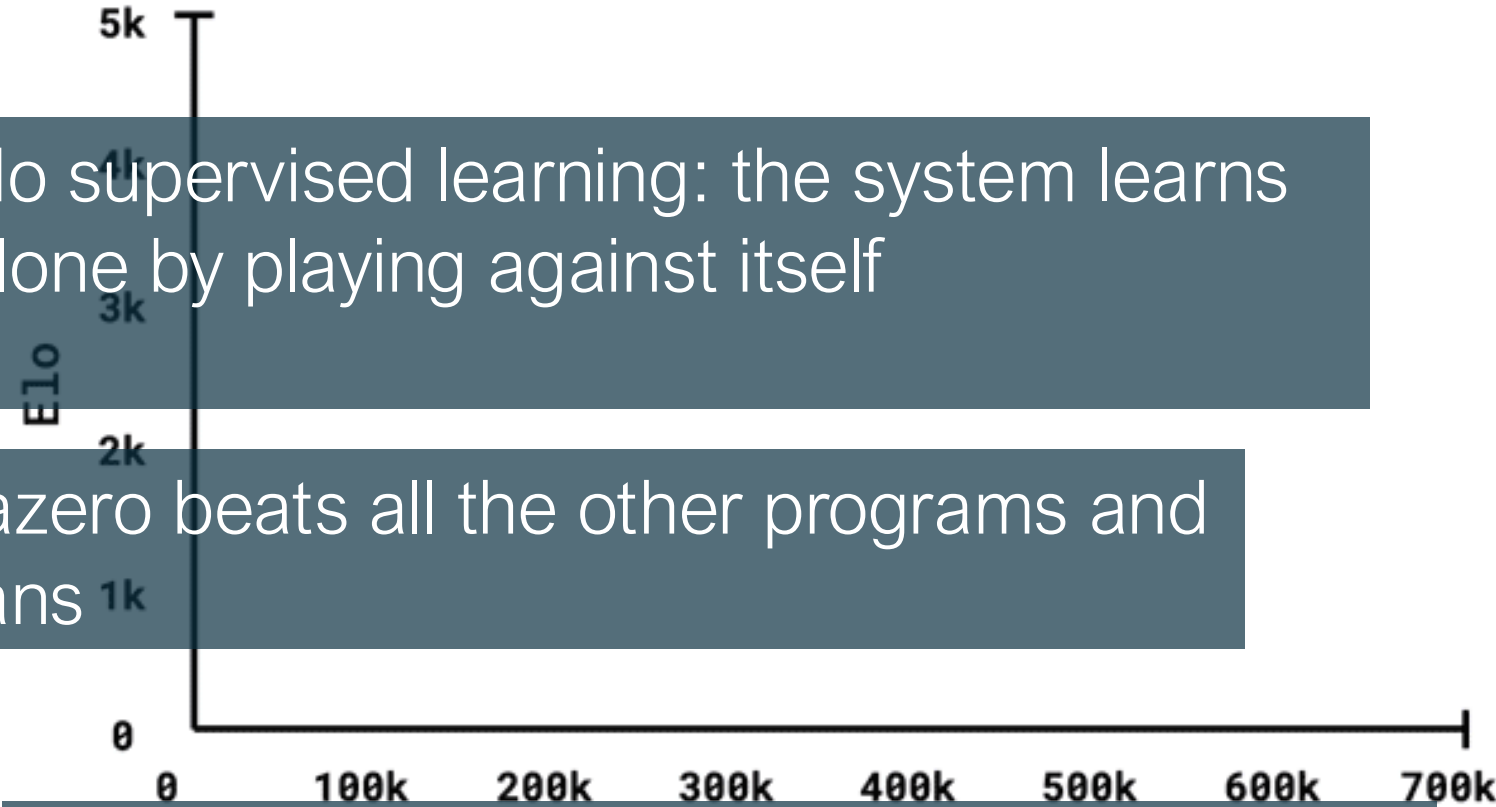 5k
4k
lo supervised learning: the system learns
lone by playing against itself
3k
Elo
2k
azero beats all the other programs and
ans
1k
0
0 100k 200k 300k 400k 500k 600k 700k